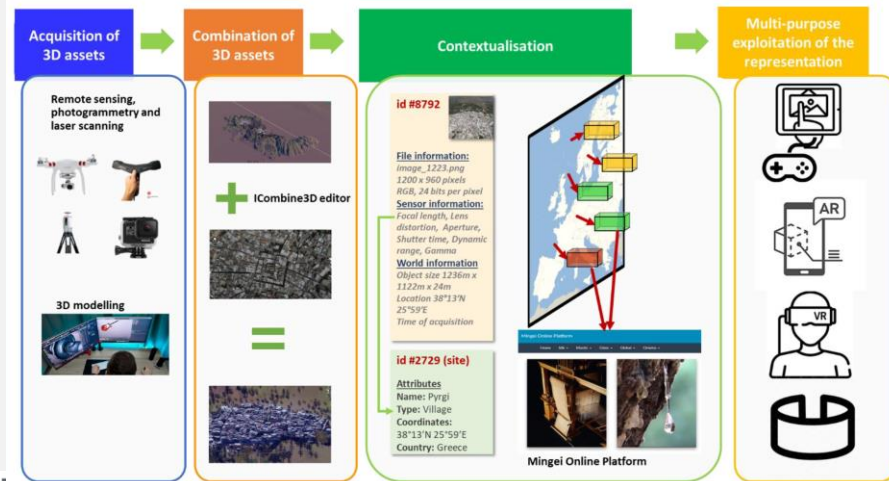 Acquisition of
3D assets
Combination of
3D assets
Contextualisation
Multi-purpose
exploitation of the
representation
Remote sensing,
photogrammetry and
laser scanning
3D modelling
ICombine3D editor
id #8792
File information:
image_1223.png
1200 x 960 pixels
RGB, 24 bits per pixel
Sensor information:
Focal length, Lens
distortion, Aperture,
Shutter time, Dynamic
range, Gamma
World information
Object size 1236m x
1122m x 24m
Location 38°13'N
25°59'E
Time of acquisition
id #2729 (site)
Attributes
Name: Pyrgi
Type: Village
Coordinates:
38°13'N 25°59'E
Country: Greece
Mingei Online Platform
Mingei Online Platform
AR
VR